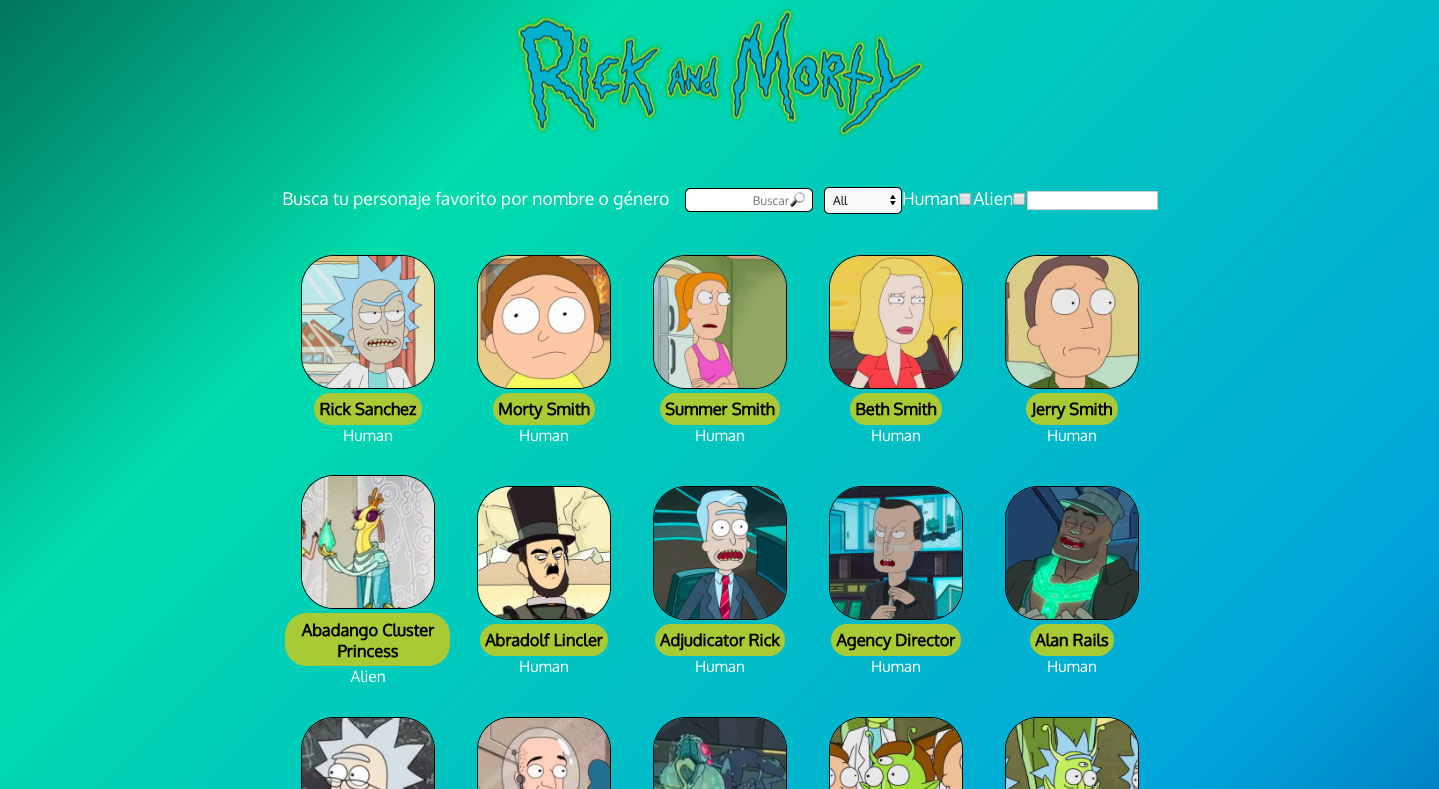 Rick and Morty
Busca tu personaje favorito por nombre o género Buscar All Human Alien
Rick Sanchez Morty Smith Summer Smith Beth Smith Jerry Smith
Human Human Human Human Human
Abadango Cluster Princess Abradolf Lincler Adjudicator Rick Agency Director Alan Rails
Alien Human Human Human Human